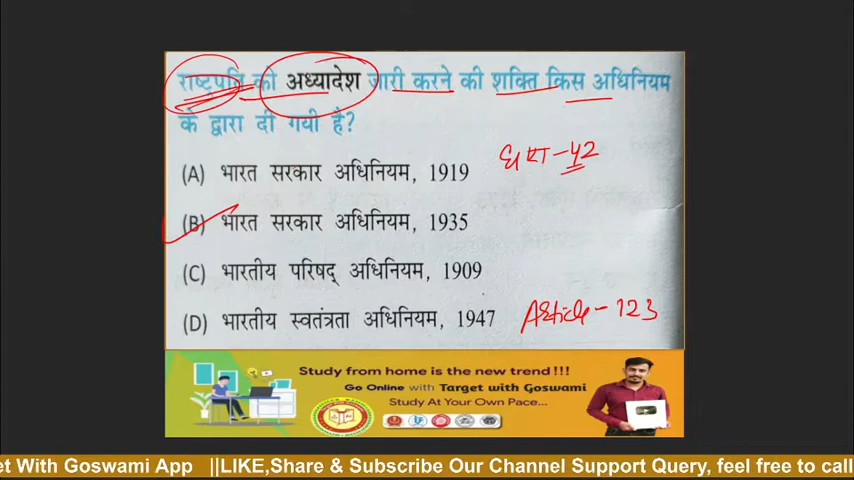 राष्ट्रपति को अध्यादेश जारी करने की शक्ति किस अधिनियम
के द्वारा दी गयी है?
(A) भारत सरकार अधिनियम, 1919
धारा-42
(B) भारत सरकार अधिनियम, 1935
(C) भारतीय परिषद् अधिनियम, 1909
(D) भारतीय स्वतंत्रता अधिनियम, 1947
Article-123
Study from home is the new trend !!!
Go Online with Target with Goswami
Study At Your Own Pace...
et With Goswami App ||LIKE,Share & Subscribe Our Channel Support Query, feel free to call